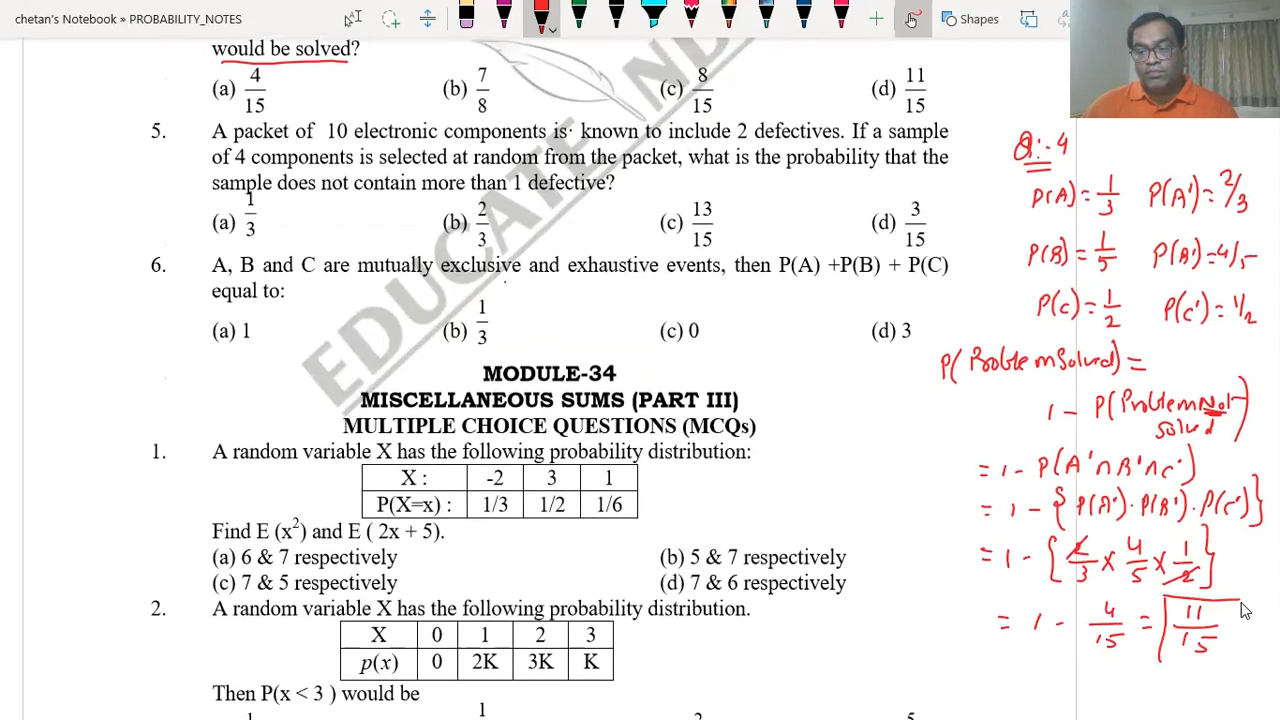 chetan's Notebook » PROBABILITY_NOTES
Shapes
would be solved?
(a) 4/15 (b) 7/8 (c) 8/15 (d) 11/15
5. A packet of 10 electronic components is known to include 2 defectives. If a sample
of 4 components is selected at random from the packet, what is the probability that the
sample does not contain more than 1 defective?
(a) 1/3 (b) 2/3 (c) 13/15 (d) 3/15
6. A, B and C are mutually exclusive and exhaustive events, then P(A) +P(B) + P(C)
equal to:
(a) 1 (b) 1/3 (c) 0 (d) 3
MODULE-34
MISCELLANEOUS SUMS (PART III)
MULTIPLE CHOICE QUESTIONS (MCQs)
1. A random variable X has the following probability distribution:
X : -2 3 1
P(X=x) : 1/3 1/2 1/6
Find E (x²) and E ( 2x + 5).
(a) 6 & 7 respectively (b) 5 & 7 respectively
(c) 7 & 5 respectively (d) 7 & 6 respectively
2. A random variable X has the following probability distribution.
X 0 1 2 3
p(x) 0 2K 3K K
Then P(x < 3 ) would be
EDUCATE IND
Q:-4
P(A) = 1/3 P(A') = 2/3
P(B) = 1/5 P(B') = 4/5
P(C) = 1/2 P(C') = 1/2
P(Problem Solved) =
1 - P(Problem Not
solved)
= 1 - P(A'∩B'∩C')
= 1 - {P(A')·P(B')·P(C')}
= 1 - {2/3 × 4/5 × 1/2}
= 1 - 4/15 = 11/15